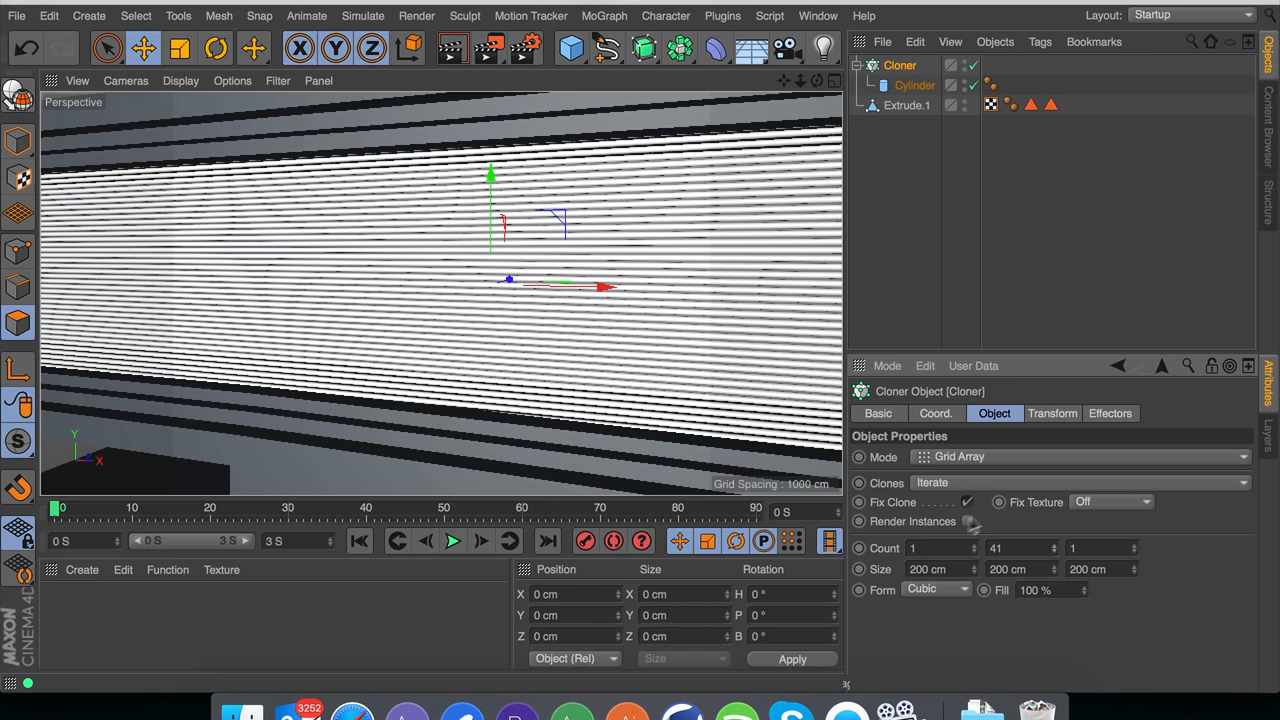 File Edit Create Select Tools Mesh Snap Animate Simulate Render Sculpt Motion Tracker MoGraph Character Plugins Script Window Help Layout: Startup
X Y Z
File Edit View Objects Tags Bookmarks
View Cameras Display Options Filter Panel
Perspective
Cloner
Cylinder
Extrude.1
Objects
Content Browser
Structure
Y
Z X
Grid Spacing : 1000 cm
Mode Edit User Data
Cloner Object [Cloner]
Basic Coord. Object Transform Effectors
Object Properties
Mode Grid Array
Clones Iterate
Fix Clone . . . . . . Fix Texture Off
Render Instances
Count 1 41 1
Size 200 cm 200 cm 200 cm
Form Cubic Fill 100 %
Attributes
Layers
S
0 10 20 30 40 50 60 70 80 90 0 S
0 S 0 S 3 S 3 S
P
Create Edit Function Texture
Position Size Rotation
X 0 cm X 0 cm H 0 °
Y 0 cm Y 0 cm P 0 °
Z 0 cm Z 0 cm B 0 °
Object (Rel) Size Apply
MAXON
CINEMA 4D
3252